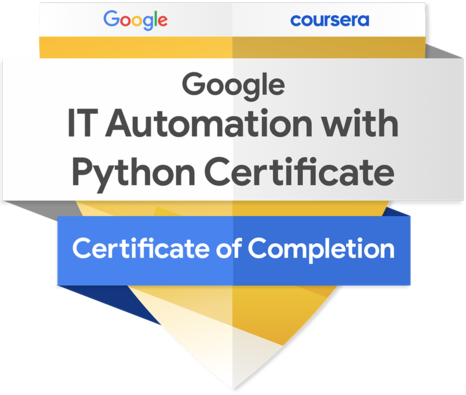 Google coursera
Google
IT Automation with
Python Certificate
Certificate of Completion